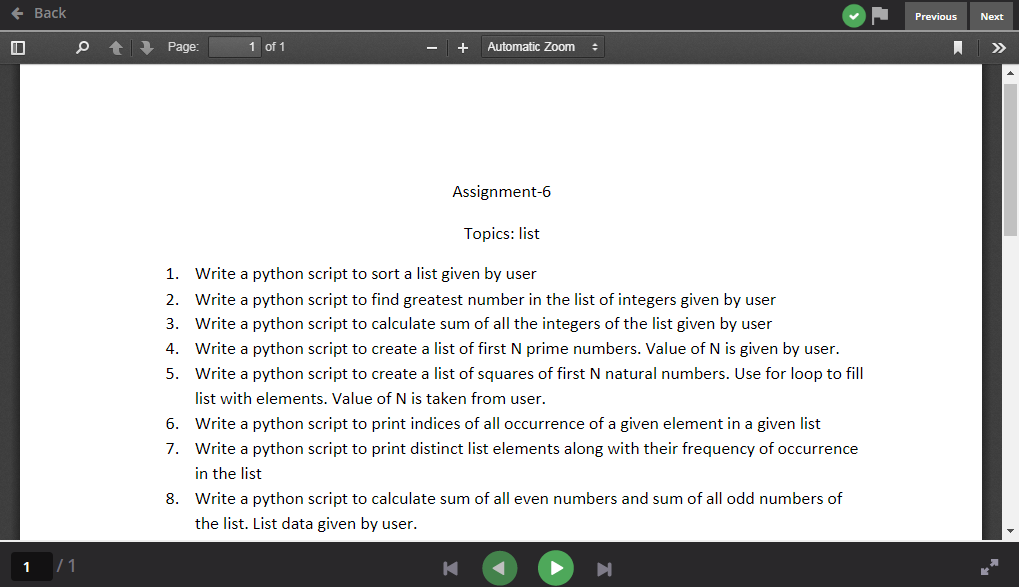 Back
Previous
Next
Page: 1 of 1
Automatic Zoom
Assignment-6
Topics: list
1. Write a python script to sort a list given by user
2. Write a python script to find greatest number in the list of integers given by user
3. Write a python script to calculate sum of all the integers of the list given by user
4. Write a python script to create a list of first N prime numbers. Value of N is given by user.
5. Write a python script to create a list of squares of first N natural numbers. Use for loop to fill
list with elements. Value of N is taken from user.
6. Write a python script to print indices of all occurrence of a given element in a given list
7. Write a python script to print distinct list elements along with their frequency of occurrence
in the list
8. Write a python script to calculate sum of all even numbers and sum of all odd numbers of
the list. List data given by user.
1 / 1